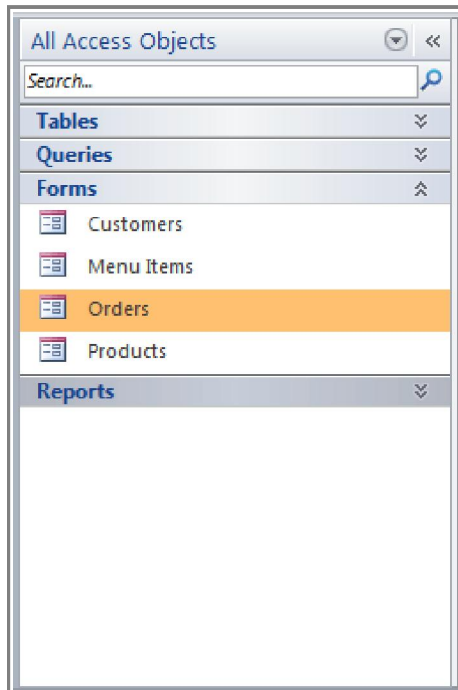 All Access Objects
Search...
Tables
Queries
Forms
Customers
Menu Items
Orders
Products
Reports